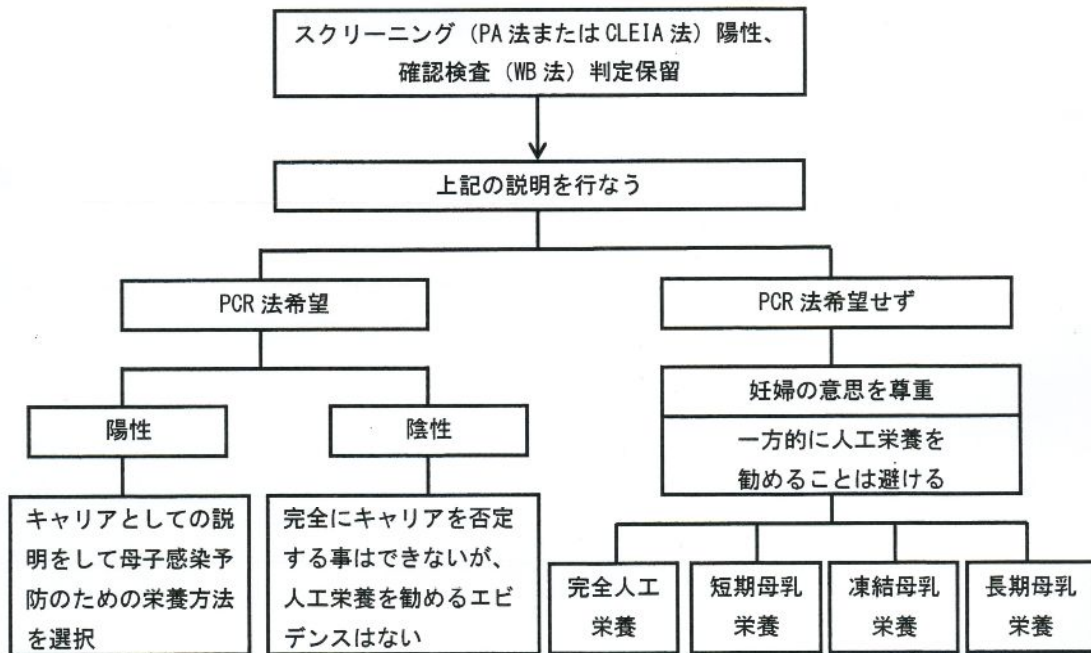 スクリーニング（PA法またはCLEIA法）陽性、
確認検査（WB法）判定保留
上記の説明を行なう
PCR法希望
PCR法希望せず
陽性
陰性
妊婦の意思を尊重
一方的に人工栄養を
勧めることは避ける
キャリアとしての説
明をして母子感染予
防のための栄養方法
を選択
完全にキャリアを否定
する事はできないが、
人工栄養を勧めるエビ
デンスはない
完全人工
栄養
短期母乳
栄養
凍結母乳
栄養
長期母乳
栄養